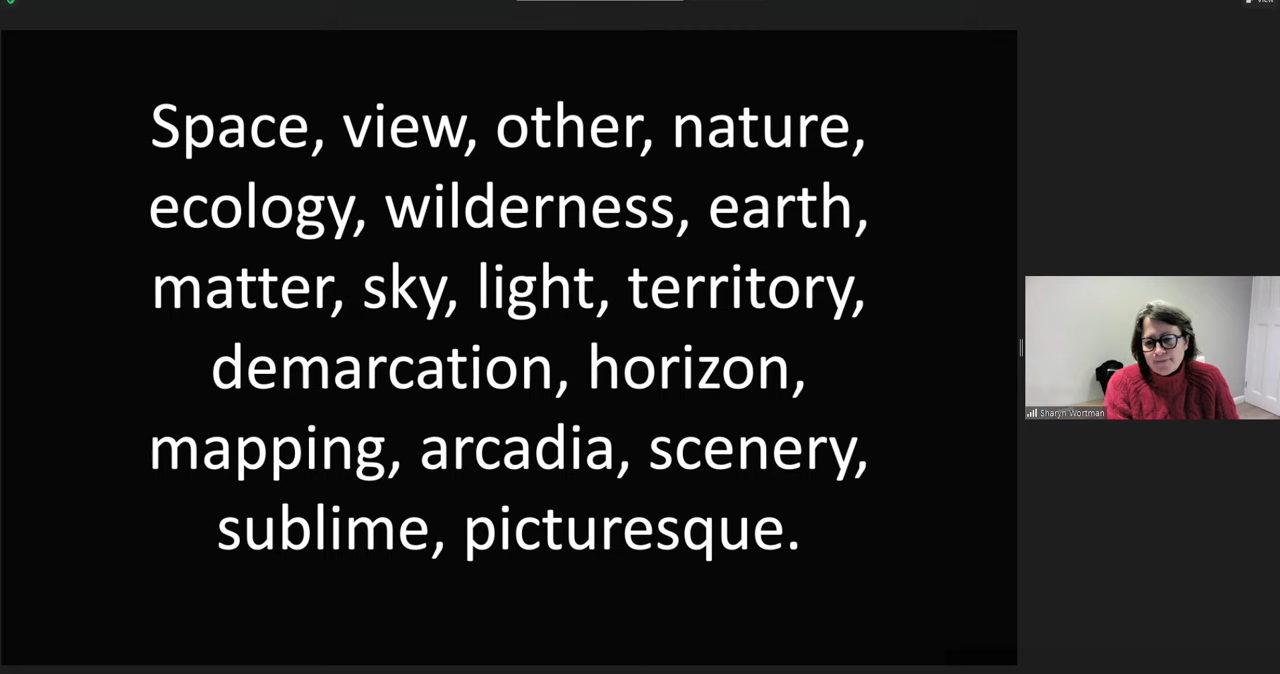 Space, view, other, nature,
ecology, wilderness, earth,
matter, sky, light, territory,
demarcation, horizon,
mapping, arcadia, scenery,
sublime, picturesque.
Sharyn Wortman